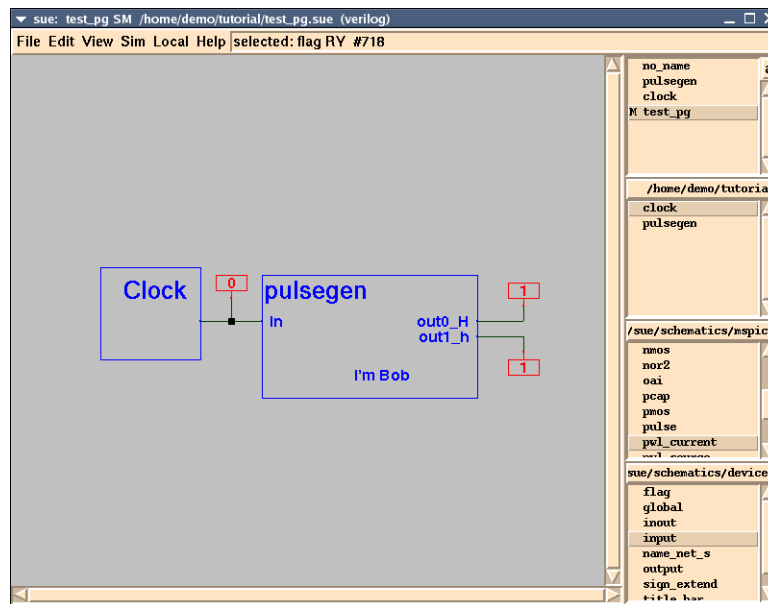 sue: test_pg SM /home/demo/tutorial/test_pg.sue (verilog)
File Edit View Sim Local Help selected: flag RY #718
no_name
pulsegen
clock
M test_pg
/home/demo/tutoria
clock
pulsegen
/sue/schematics/mspic
nmos
nor2
oai
pcap
pmos
pulse
pwl_current
sue/schematics/device
flag
global
inout
input
name_net_s
output
sign_extend
title_bar
Clock
0
pulsegen
In
out0_H
out1_h
I'm Bob
1
1